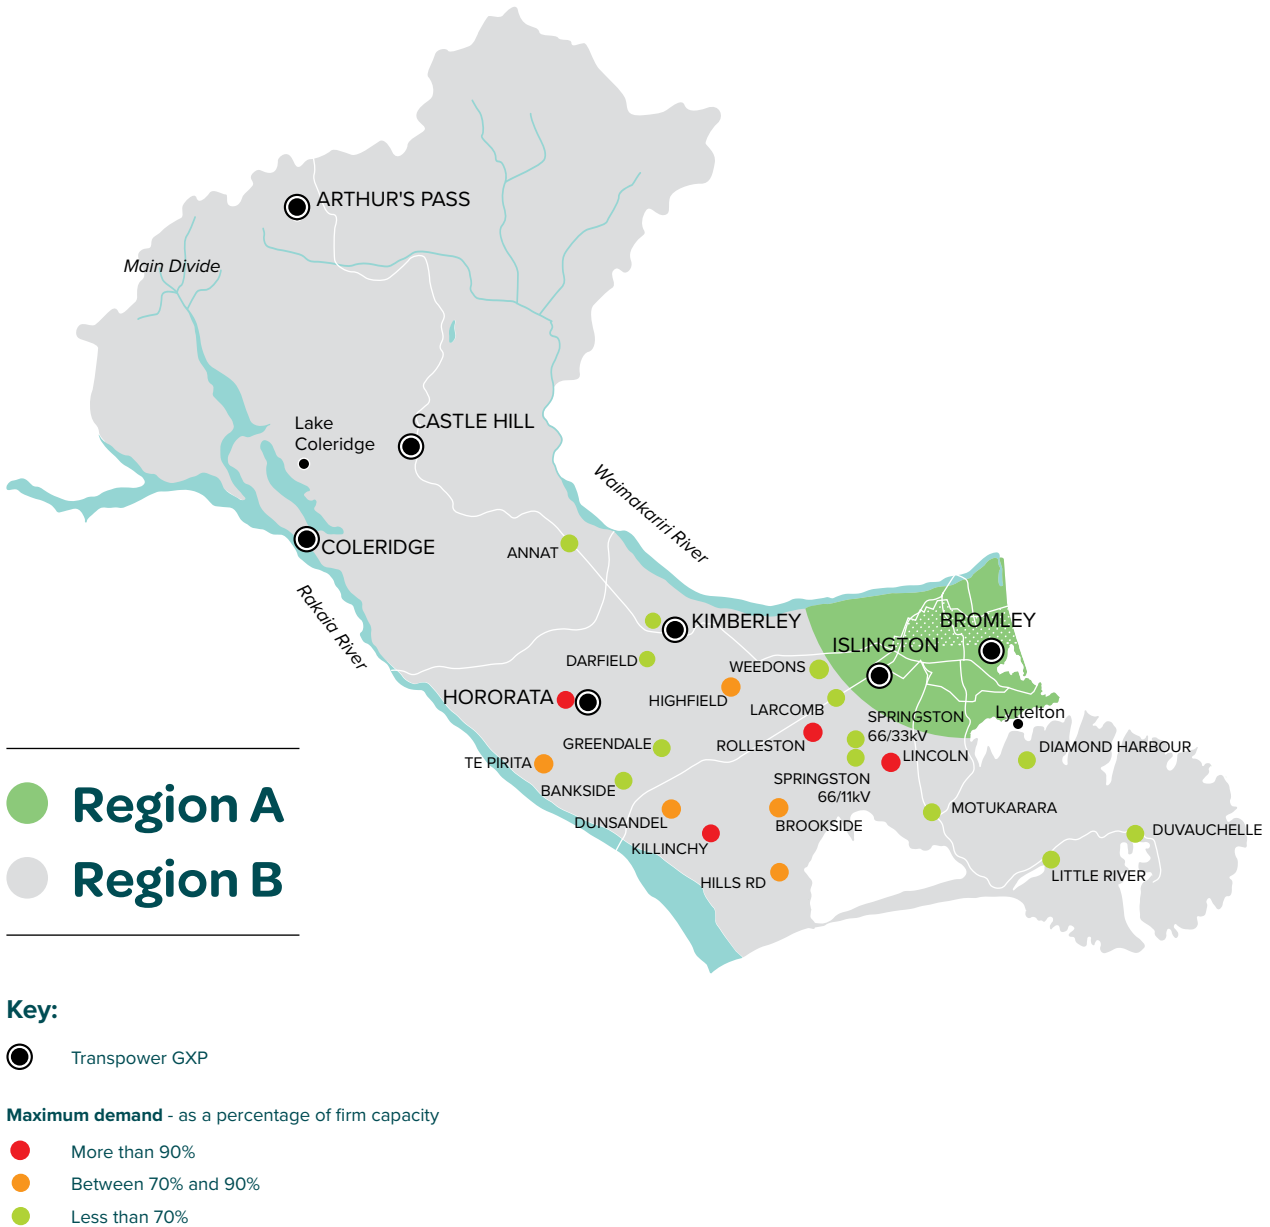 ARTHUR'S PASS
Main Divide
Lake
Coleridge
CASTLE HILL
Waimakariri River
COLERIDGE
ANNAT
Rakaia River
KIMBERLEY
BROMLEY
ISLINGTON
DARFIELD
WEEDONS
HORORATA
HIGHFIELD
LARCOMB
SPRINGSTON
66/33kV
Lyttelton
ROLLESTON
GREENDALE
LINCOLN
DIAMOND HARBOUR
TE PIRITA
SPRINGSTON
66/11kV
BANKSIDE
MOTUKARARA
DUNSANDEL
BROOKSIDE
DUVAUCHELLE
KILLINCHY
LITTLE RIVER
HILLS RD
Region A
Region B
Key:
Transpower GXP
Maximum demand - as a percentage of firm capacity
More than 90%
Between 70% and 90%
Less than 70%